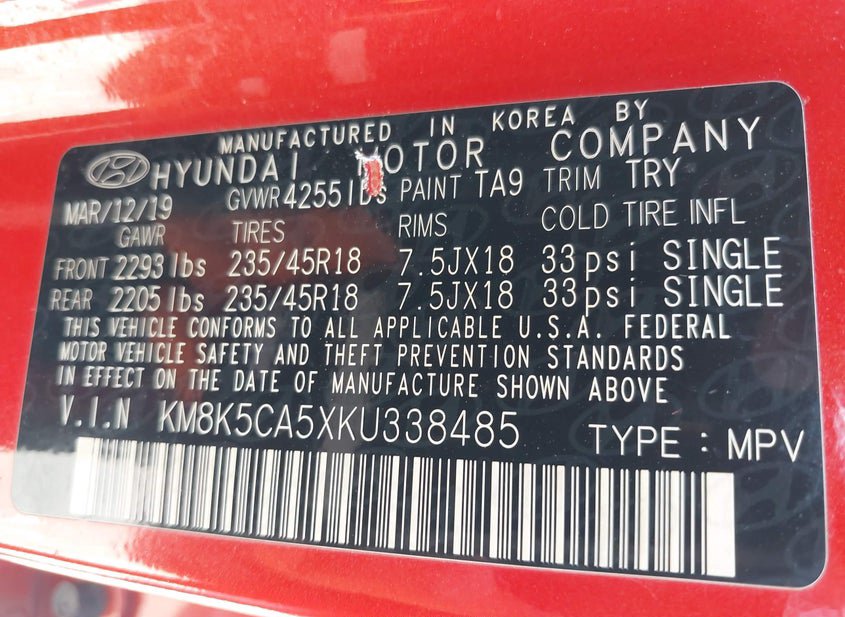 MANUFACTURED IN KOREA BY
HYUNDAI MOTOR COMPANY
MAR/12/19 GVWR 4255 lbs PAINT TA9 TRIM TRY
GAWR TIRES RIMS COLD TIRE INFL
FRONT 2293 lbs 235/45R18 7.5JX18 33psi SINGLE
REAR 2205 lbs 235/45R18 7.5JX18 33psi SINGLE
THIS VEHICLE CONFORMS TO ALL APPLICABLE U.S.A. FEDERAL
MOTOR VEHICLE SAFETY AND THEFT PREVENTION STANDARDS
IN EFFECT ON THE DATE OF MANUFACTURE SHOWN ABOVE
V.I.N KM8K5CA5XKU338485 TYPE : MPV